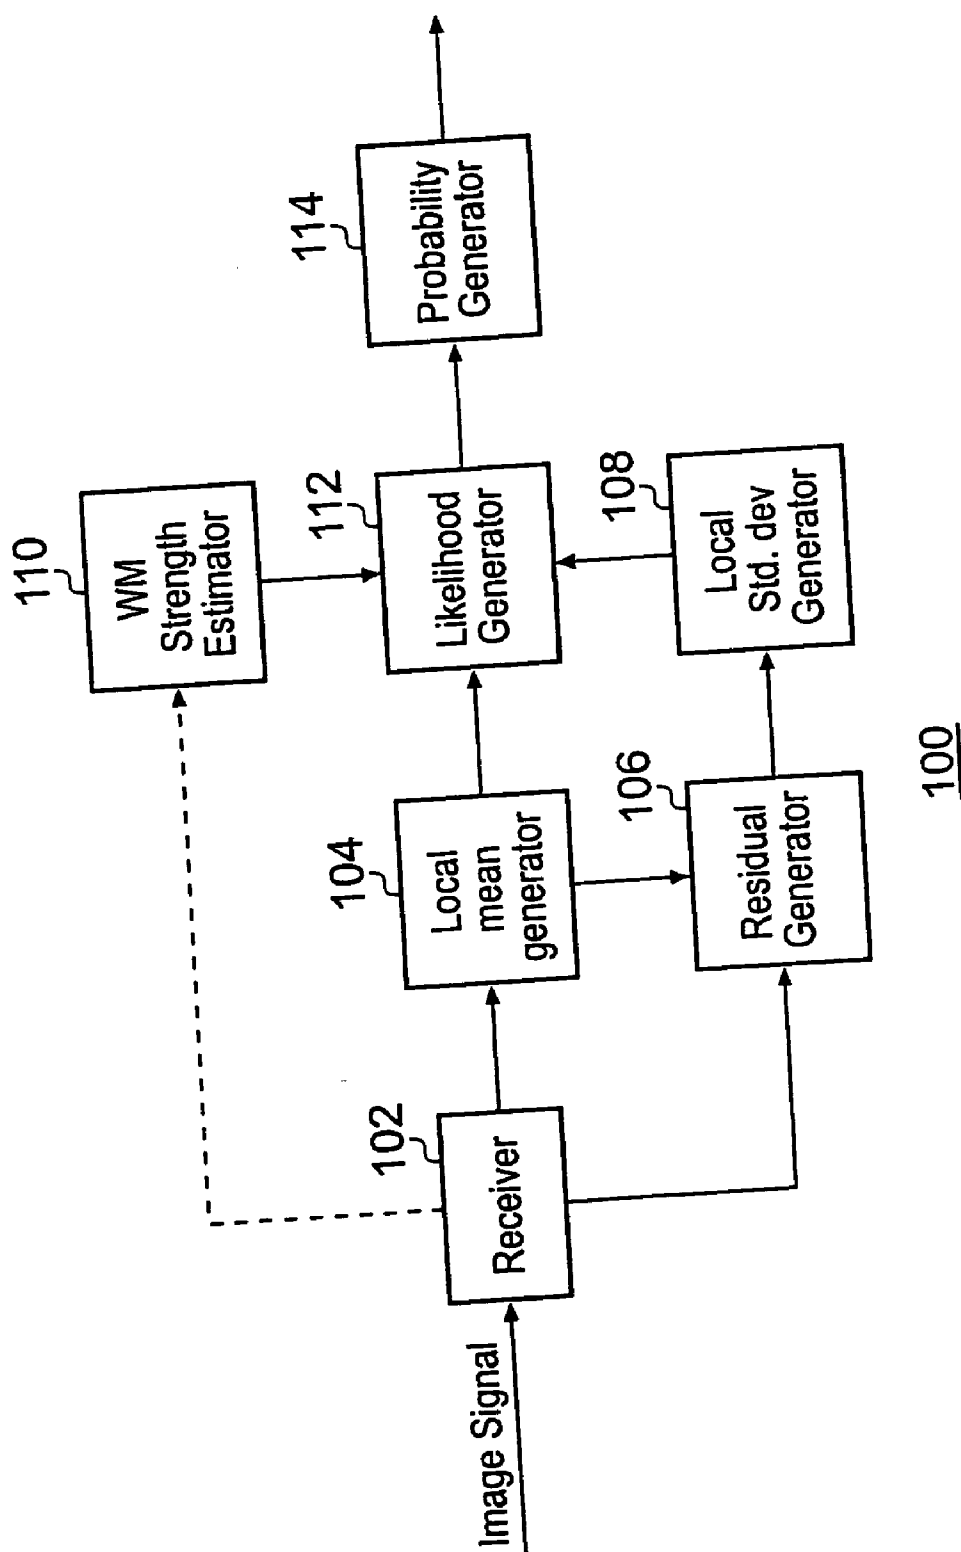 Image Signal
102
Receiver
104
Local
mean
generator
106
Residual
Generator
110
WM
Strength
Estimator
112
Likelihood
Generator
108
Local
Std. dev
Generator
114
Probability
Generator
100